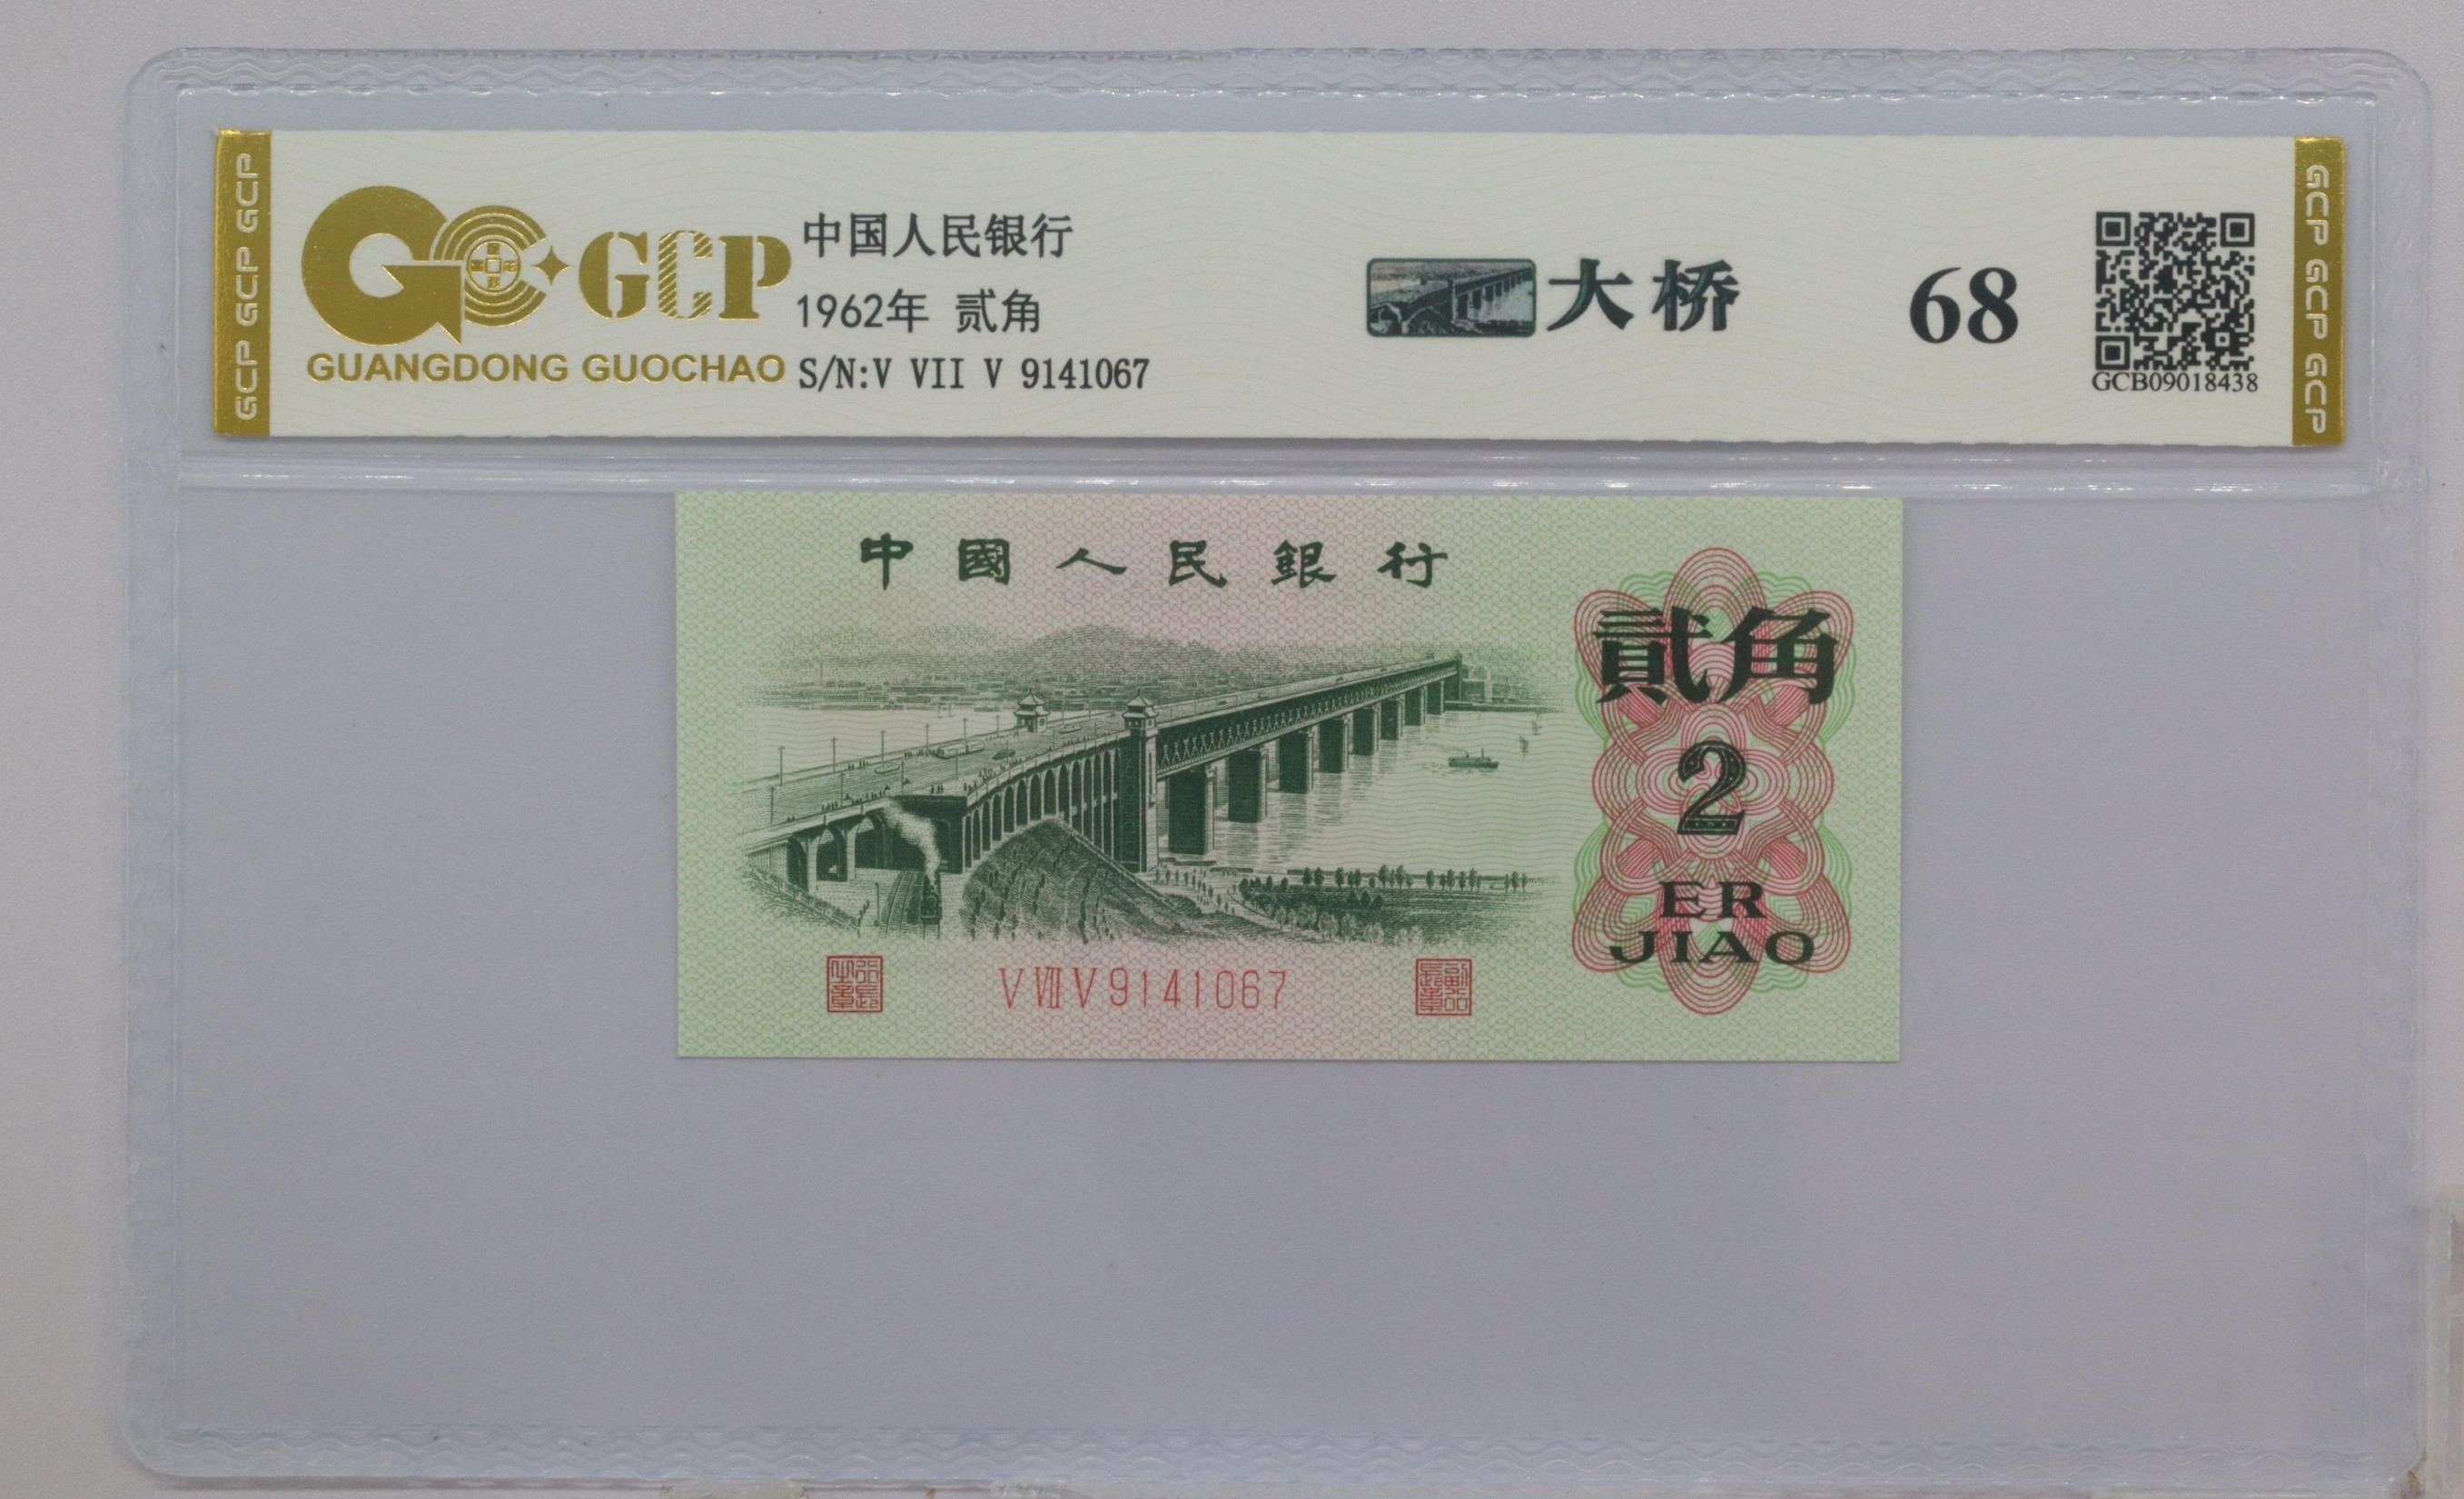 GCP GCP GCP
GCP
GUANGDONG GUOCHAO
中国人民银行
1962年 贰角
S/N:V VII V 9141067
大桥
68
GCB09018438
GCP GCP GCP
中國人民銀行
貳角
2
ER
JIAO
V VII V 9141067